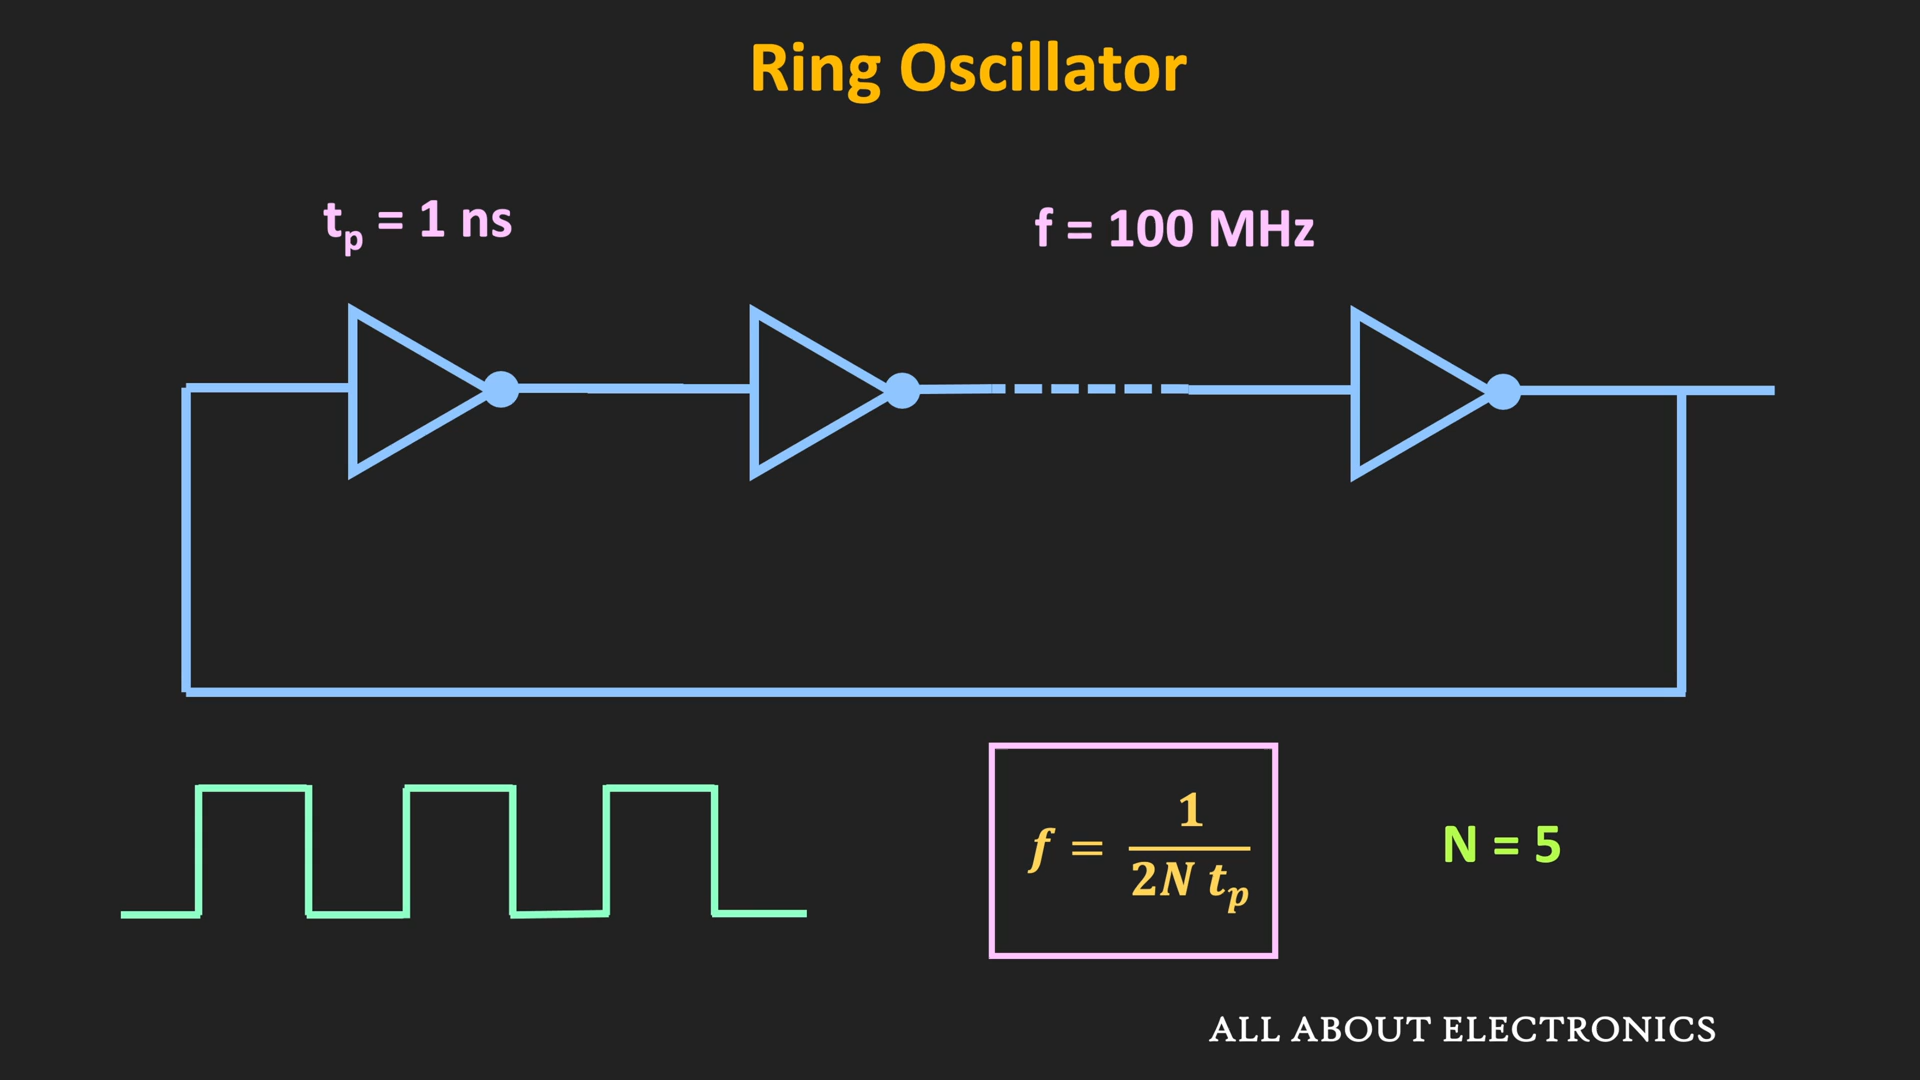 Ring Oscillator
tp = 1 ns
f = 100 MHz
f = 1 / 2N tp
N = 5
ALL ABOUT ELECTRONICS